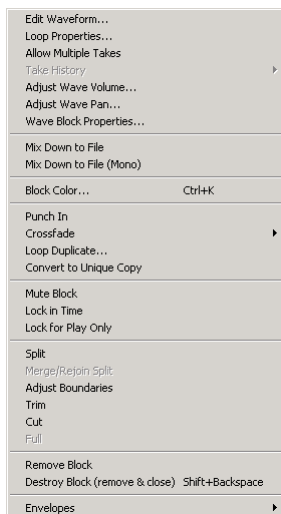 Edit Waveform...
Loop Properties...
Allow Multiple Takes
Take History
Adjust Wave Volume...
Adjust Wave Pan...
Wave Block Properties...
Mix Down to File
Mix Down to File (Mono)
Block Color... Ctrl+K
Punch In
Crossfade
Loop Duplicate...
Convert to Unique Copy
Mute Block
Lock in Time
Lock for Play Only
Split
Merge/Rejoin Split
Adjust Boundaries
Trim
Cut
Full
Remove Block
Destroy Block (remove & close) Shift+Backspace
Envelopes